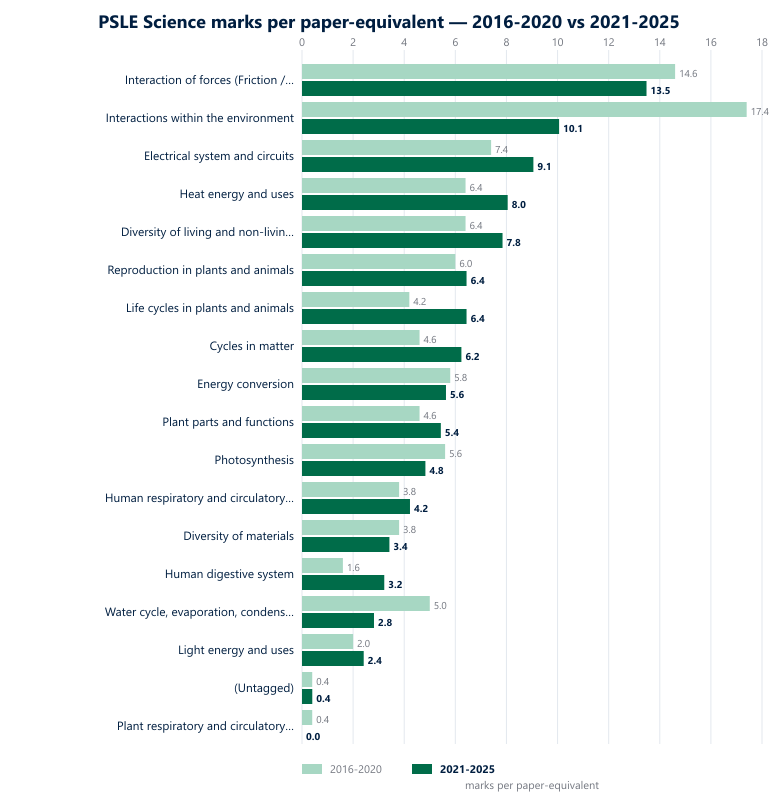 PSLE Science marks per paper-equivalent — 2016-2020 vs 2021-2025
0 2 4 6 8 10 12 14 16 18
Interaction of forces (Friction /... 14.6
13.5
Interactions within the environment 17.4
10.1
Electrical system and circuits 7.4
9.1
Heat energy and uses 6.4
8.0
Diversity of living and non-livin... 6.4
7.8
Reproduction in plants and animals 6.0
6.4
Life cycles in plants and animals 4.2
6.4
Cycles in matter 4.6
6.2
Energy conversion 5.8
5.6
Plant parts and functions 4.6
5.4
Photosynthesis 5.6
4.8
Human respiratory and circulatory... 3.8
4.2
Diversity of materials 3.8
3.4
Human digestive system 1.6
3.2
Water cycle, evaporation, condens... 5.0
2.8
Light energy and uses 2.0
2.4
(Untagged) 0.4
0.4
Plant respiratory and circulatory... 0.4
0.0
2016-2020 2021-2025
marks per paper-equivalent